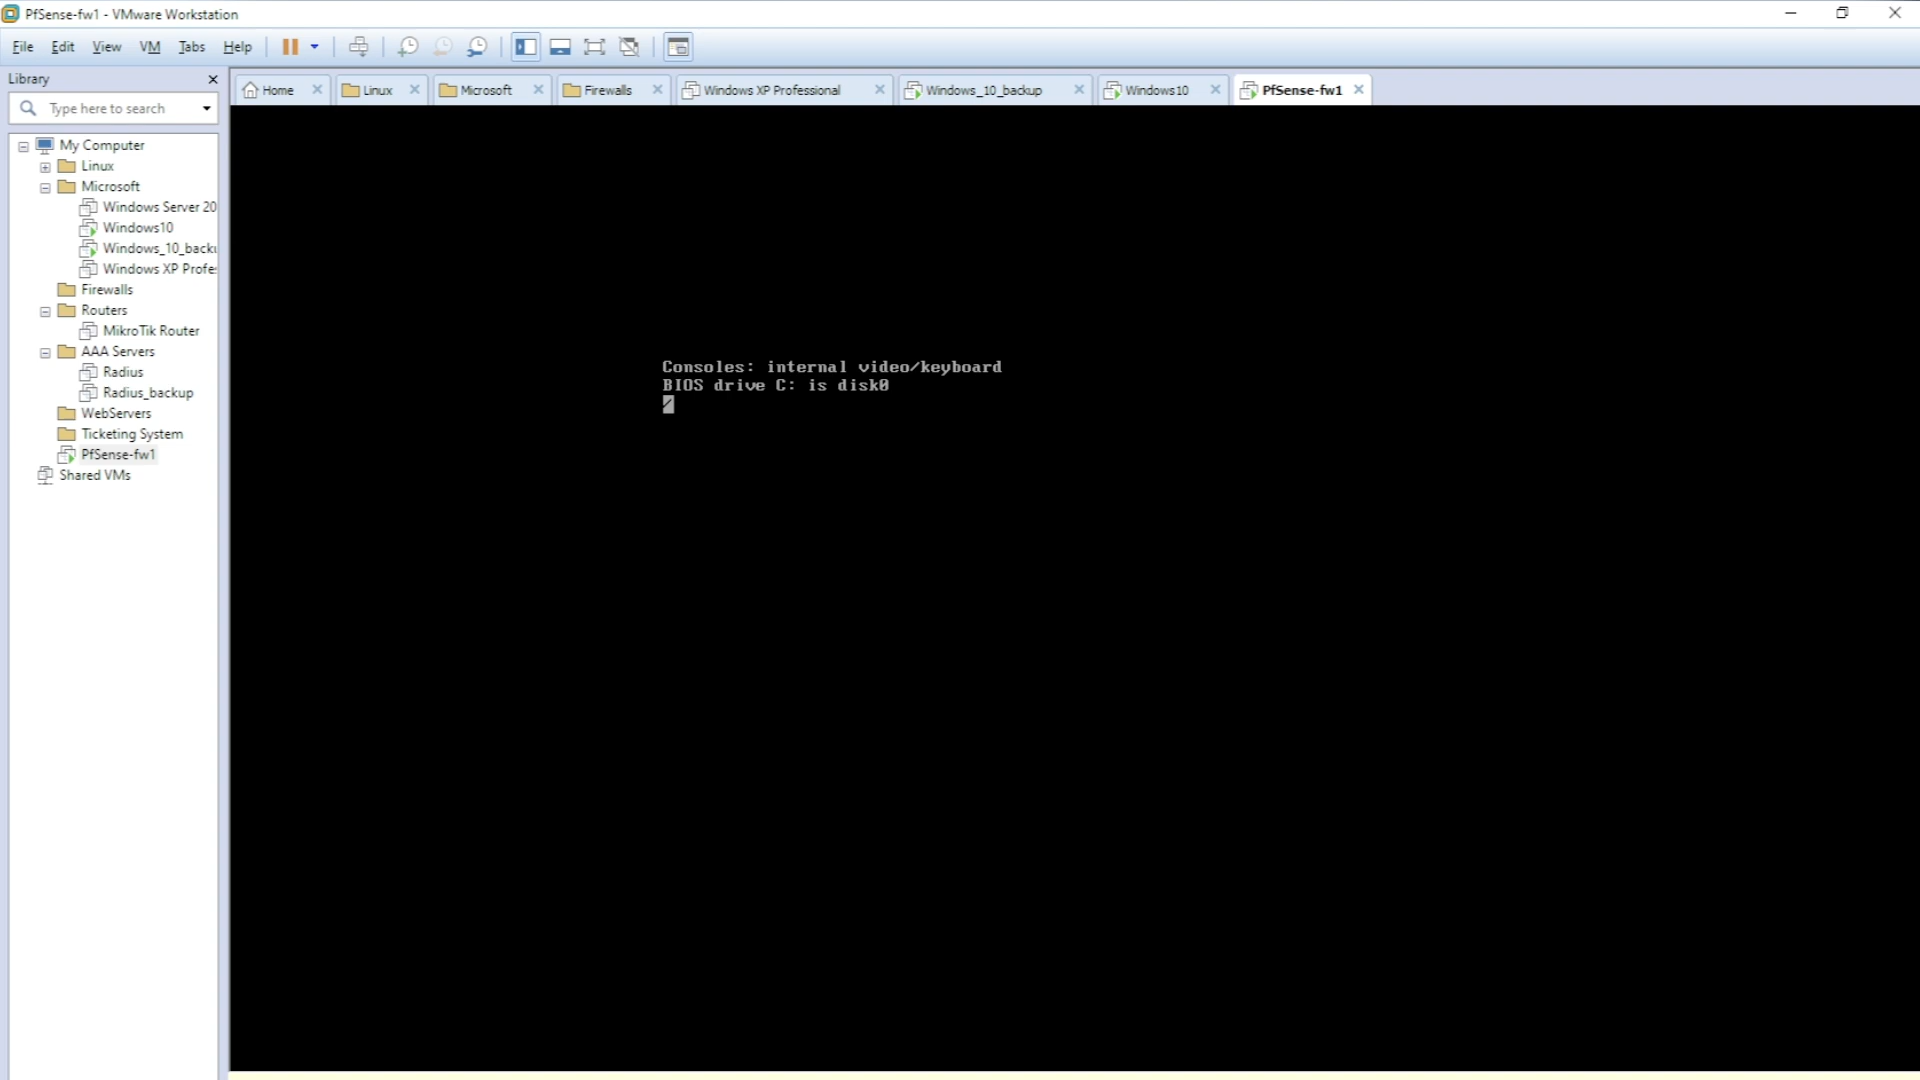 PfSense-fw1 - VMware Workstation
File Edit View VM Tabs Help
Library
Type here to search
Home Linux Microsoft Firewalls Windows XP Professional Windows_10_backup Windows10 PfSense-fw1
My Computer
Linux
Microsoft
Windows Server 20
Windows10
Windows_10_backu
Windows XP Profes
Firewalls
Routers
MikroTik Router
AAA Servers
Radius
Radius_backup
WebServers
Ticketing System
PfSense-fw1
Shared VMs
Consoles: internal video/keyboard
BIOS drive C: is disk0
/